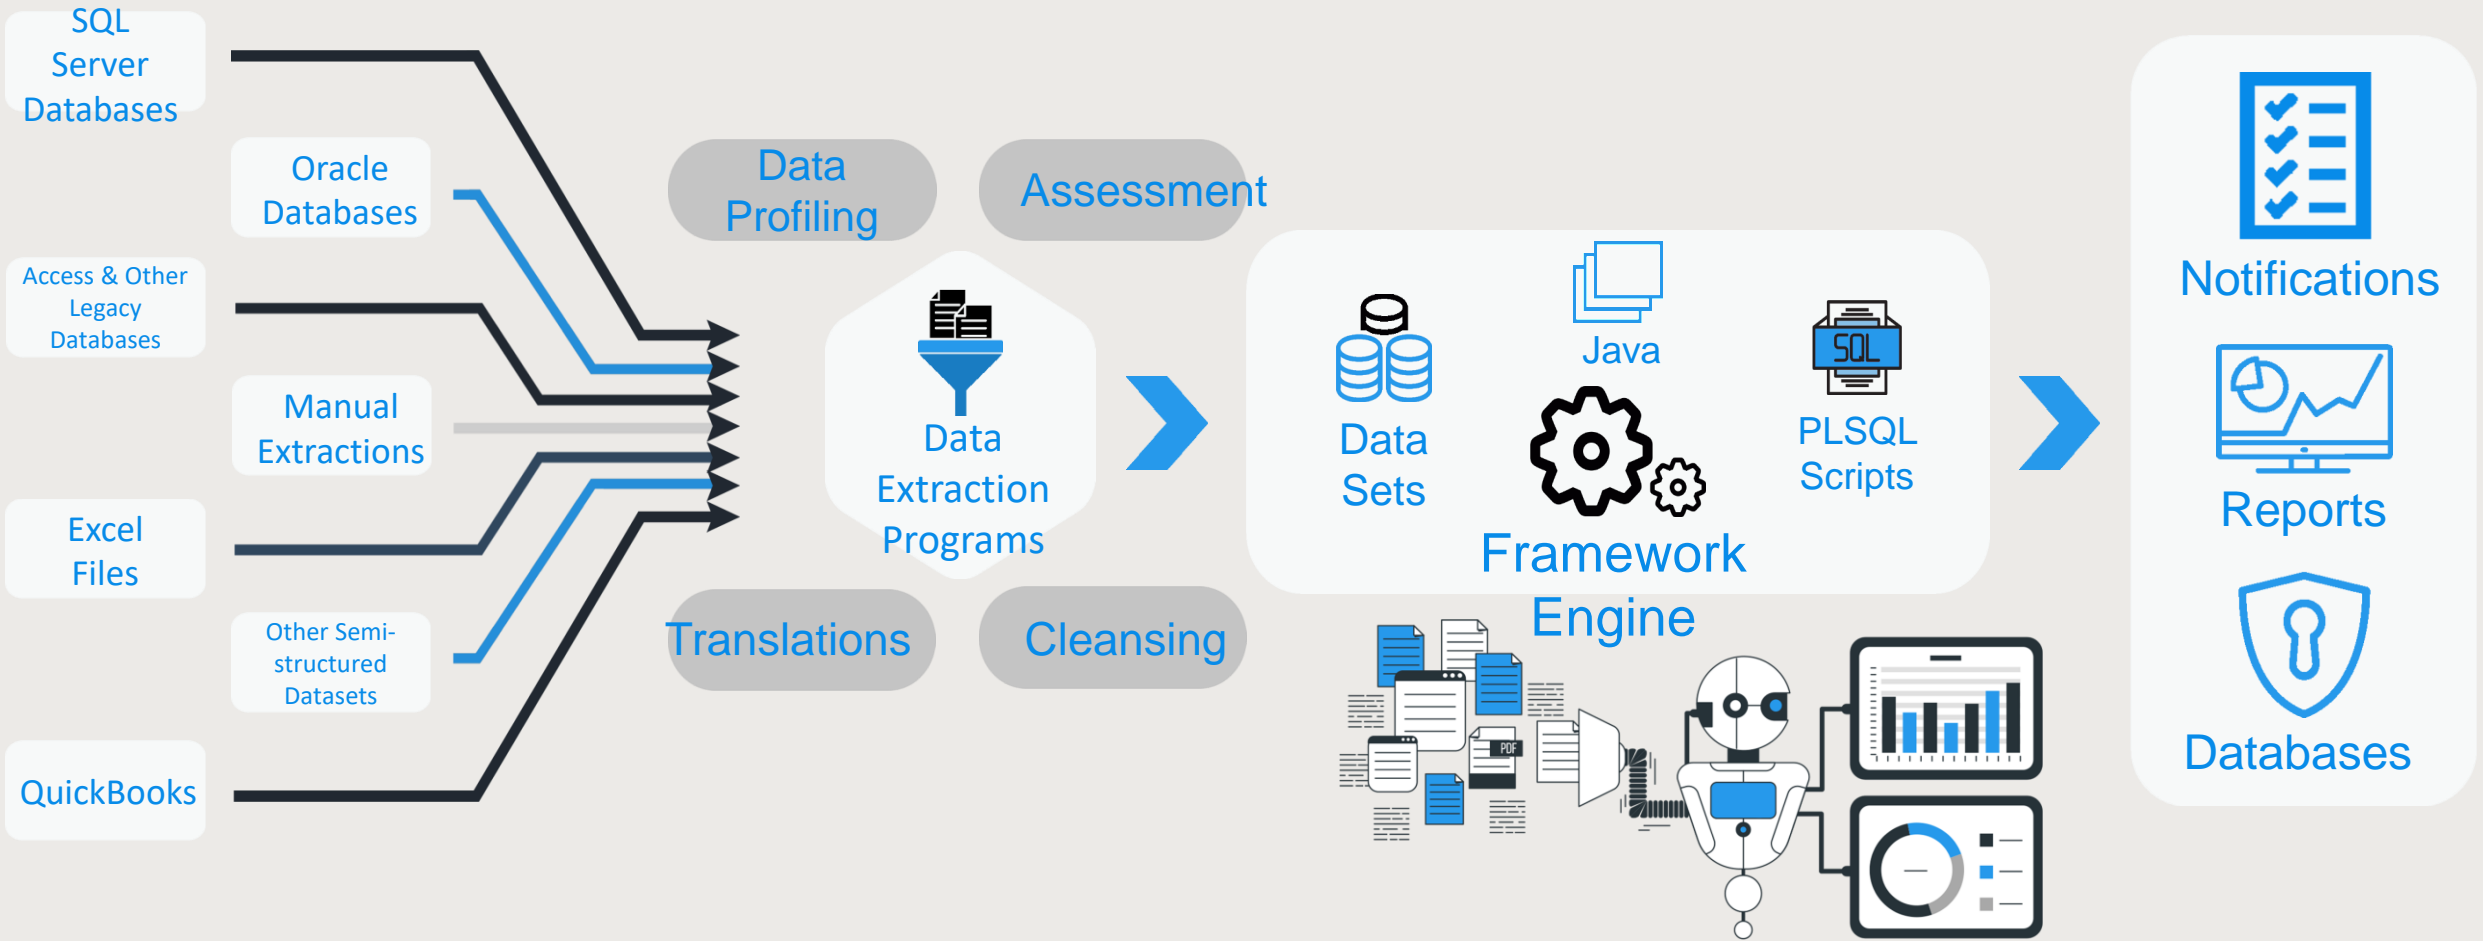 SQL
Server
Databases
Oracle
Databases
Access & Other
Legacy
Databases
Manual
Extractions
Excel
Files
Other Semi-
structured
Datasets
QuickBooks
Data
Profiling
Assessment
Data
Extraction
Programs
Translations
Cleansing
Data
Sets
Java
SQL
PLSQL
Scripts
Framework
Engine
PDF
Notifications
Reports
Databases